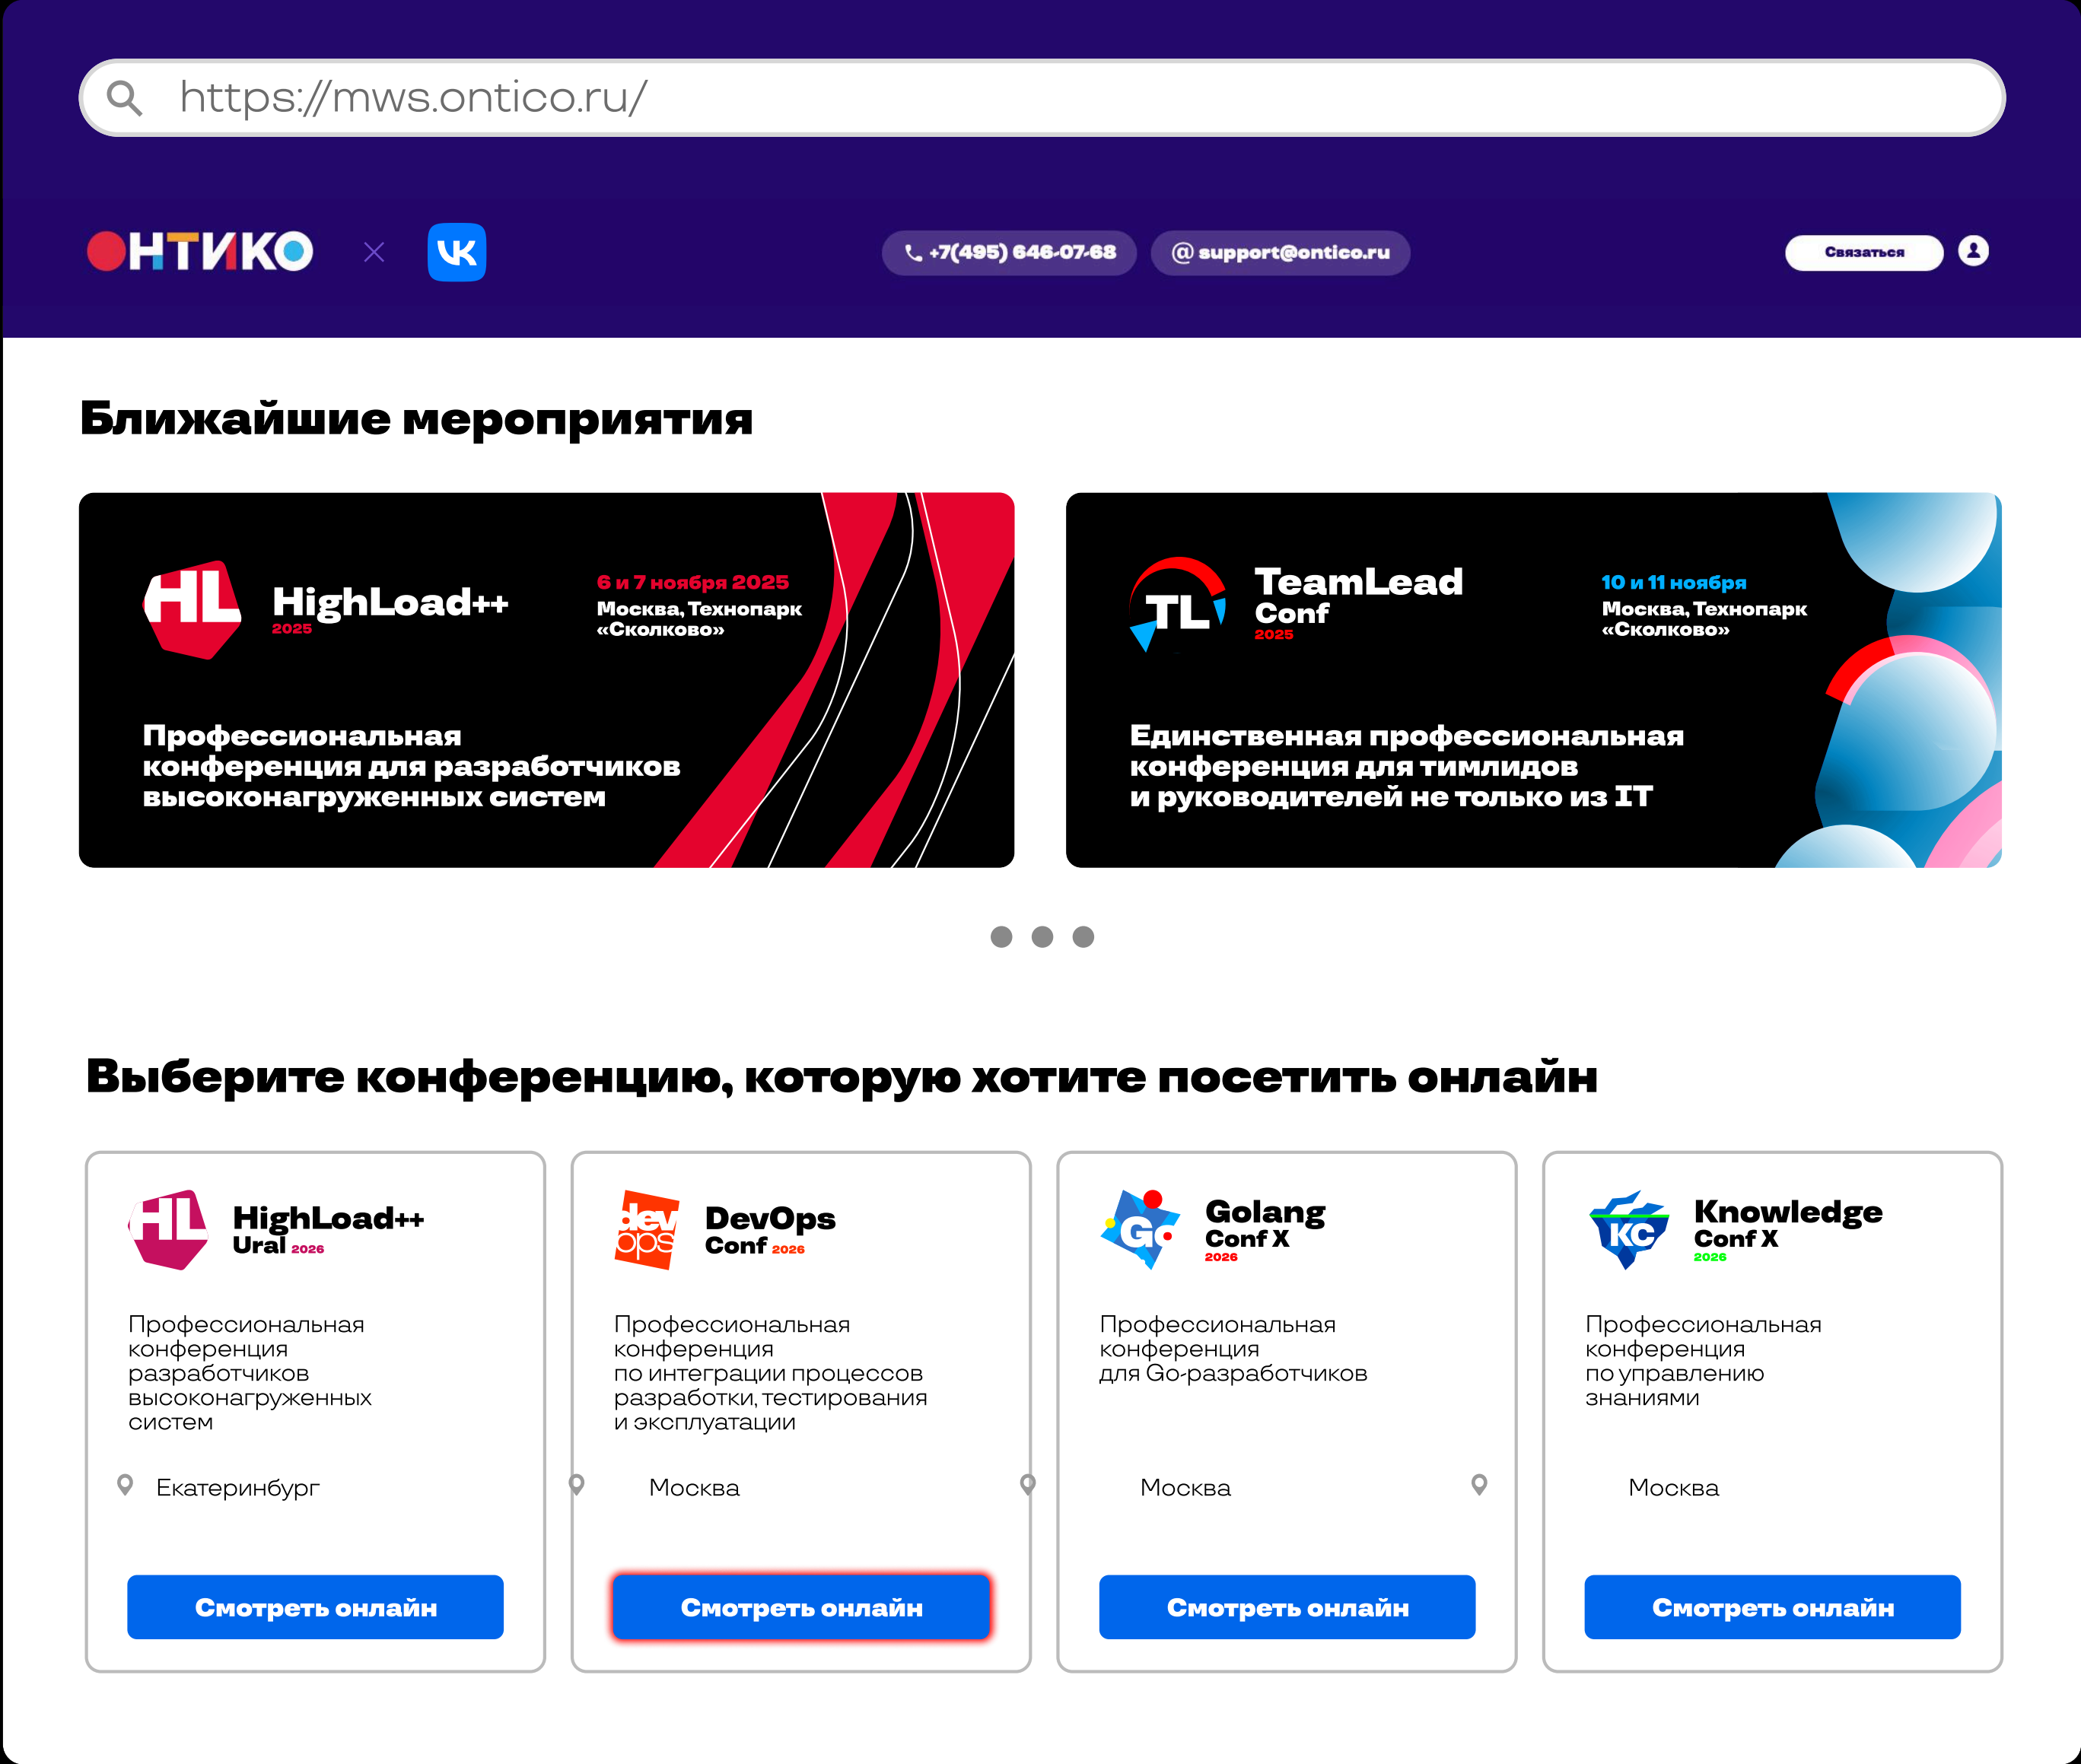 https://mws.ontico.ru/
ОНТИКО
VK
+7(495) 646-07-68
@ support@ontico.ru
Связаться
Ближайшие мероприятия
HL
HighLoad++
2025
6 и 7 ноября 2025
Москва, Технопарк
«Сколково»
Профессиональная
конференция для разработчиков
высоконагруженных систем
TL
TeamLead
Conf
2025
10 и 11 ноября
Москва, Технопарк
«Сколково»
Единственная профессиональная
конференция для тимлидов
и руководителей не только из IT
Выберите конференцию, которую хотите посетить онлайн
HL
HighLoad++
Ural 2026
Профессиональная
конференция
разработчиков
высоконагруженных
систем
Екатеринбург
Смотреть онлайн
dev
ops
DevOps
Conf 2026
Профессиональная
конференция
по интеграции процессов
разработки, тестирования
и эксплуатации
Москва
Смотреть онлайн
Go
Golang
Conf X
2026
Профессиональная
конференция
для Go-разработчиков
Москва
Смотреть онлайн
KC
Knowledge
Conf X
2026
Профессиональная
конференция
по управлению
знаниями
Москва
Смотреть онлайн